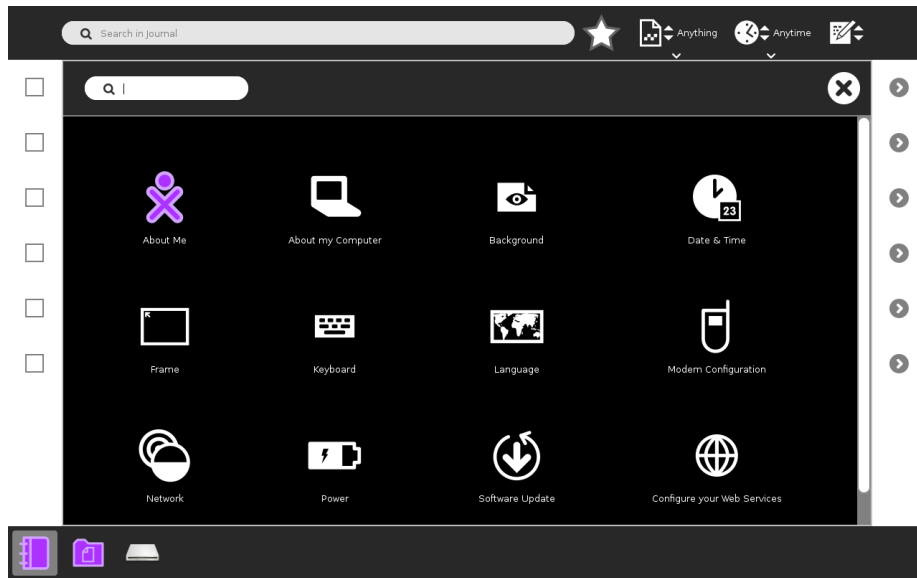 Search in Journal
Anything
Anytime
About Me
About my Computer
Background
23
Date & Time
Frame
Keyboard
Language
Modem Configuration
Network
Power
Software Update
Configure your Web Services